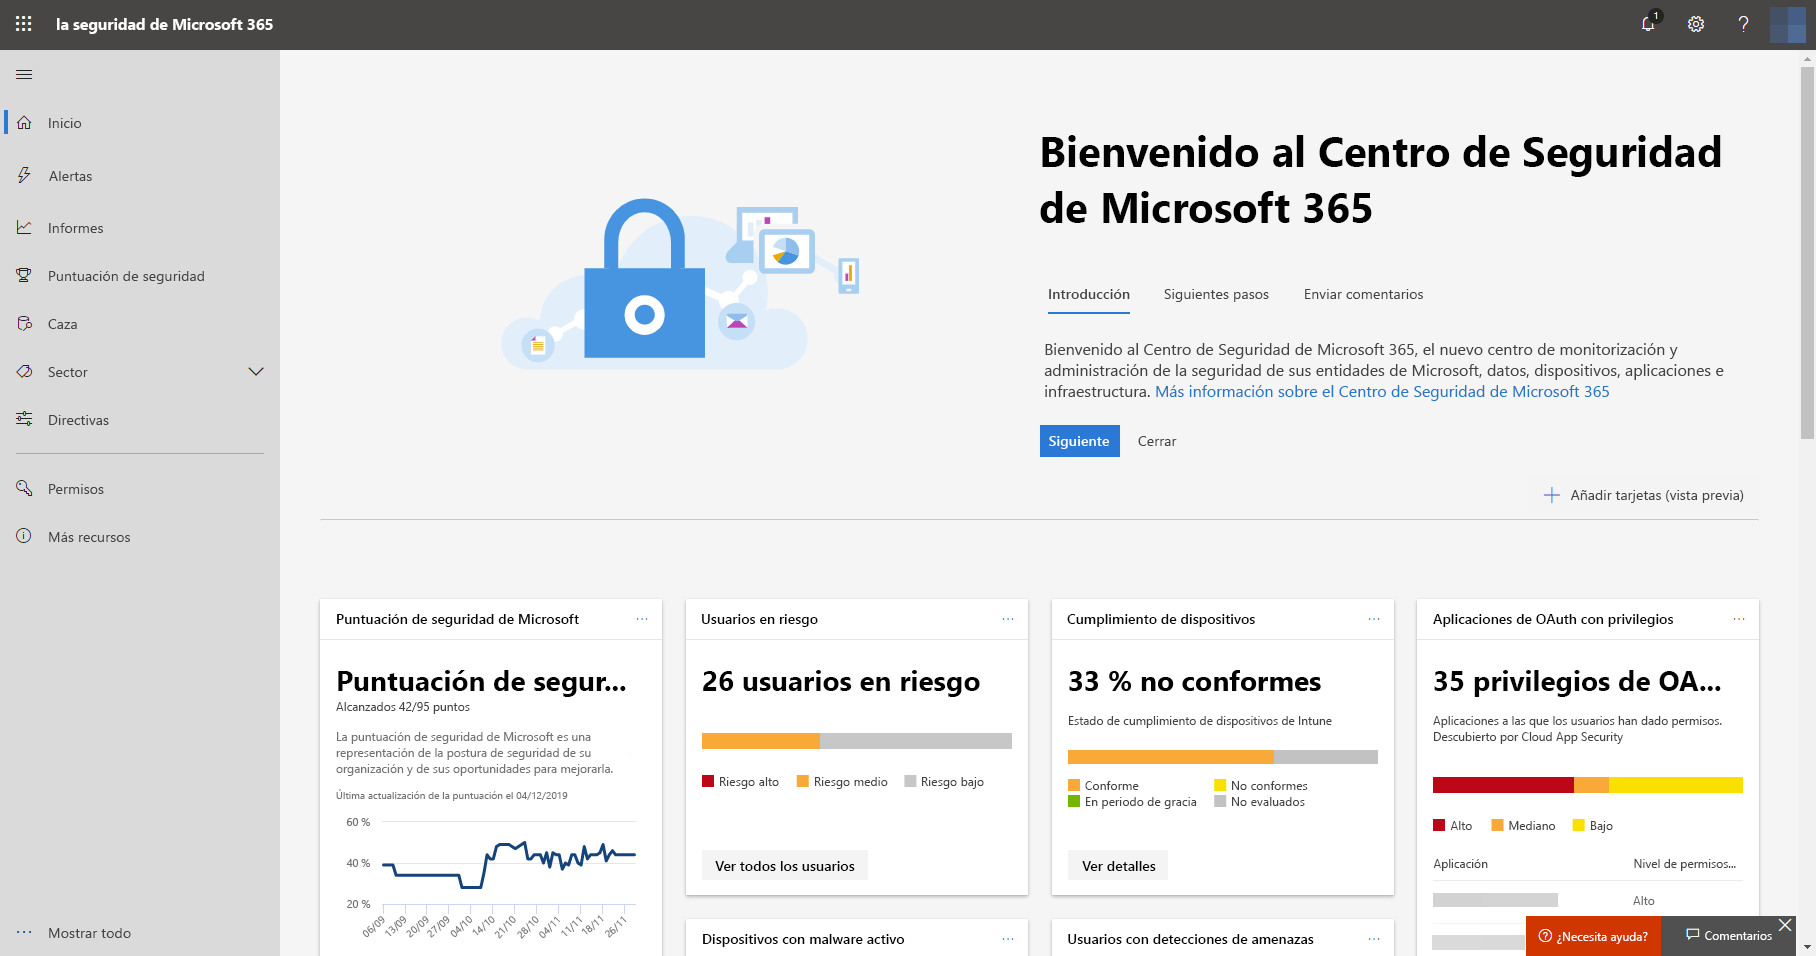 la seguridad de Microsoft 365
1
?
Inicio
Alertas
Informes
Puntuación de seguridad
Caza
Sector
Directivas
Permisos
Más recursos
Mostrar todo
Bienvenido al Centro de Seguridad
de Microsoft 365
Introducción
Siguientes pasos
Enviar comentarios
Bienvenido al Centro de Seguridad de Microsoft 365, el nuevo centro de monitorización y
administración de la seguridad de sus entidades de Microsoft, datos, dispositivos, aplicaciones e
infraestructura. Más información sobre el Centro de Seguridad de Microsoft 365
Siguiente
Cerrar
Añadir tarjetas (vista previa)
Puntuación de seguridad de Microsoft
Puntuación de segur...
Alcanzados 42/95 puntos
La puntuación de seguridad de Microsoft es una
representación de la postura de seguridad de su
organización y de sus oportunidades para mejorarla.
Última actualización de la puntuación el 04/12/2019
60 %
40 %
20 %
06/09
13/09
20/09
27/09
04/10
14/10
21/10
28/10
04/11
11/11
18/11
26/11
Usuarios en riesgo
26 usuarios en riesgo
Riesgo alto
Riesgo medio
Riesgo bajo
Ver todos los usuarios
Cumplimiento de dispositivos
33 % no conformes
Estado de cumplimiento de dispositivos de Intune
Conforme
No conformes
En periodo de gracia
No evaluados
Ver detalles
Aplicaciones de OAuth con privilegios
35 privilegios de OA...
Aplicaciones a las que los usuarios han dado permisos.
Descubierto por Cloud App Security
Alto
Mediano
Bajo
Aplicación
Nivel de permisos...
Alto
Dispositivos con malware activo
Usuarios con detecciones de amenazas
¿Necesita ayuda?
Comentarios